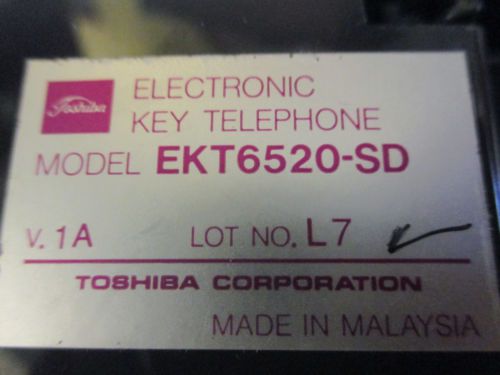 Toshiba
ELECTRONIC
KEY TELEPHONE
MODEL EKT6520-SD
V. 1A LOT NO. L7
TOSHIBA CORPORATION
MADE IN MALAYSIA